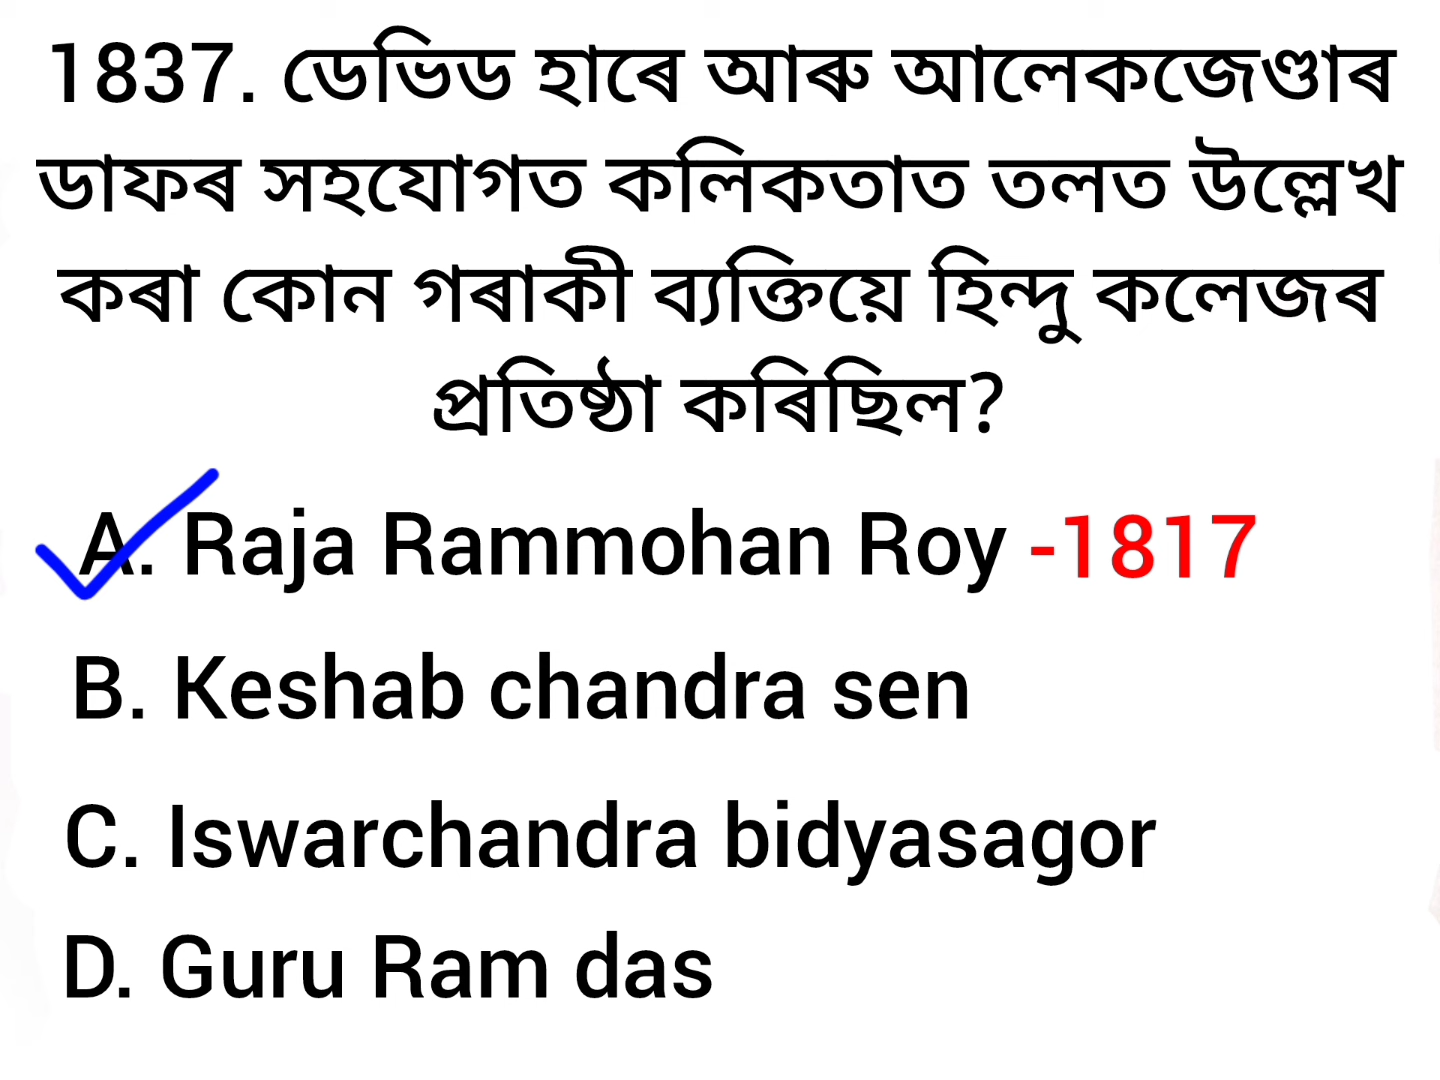 1837. ডেভিড হাৰে আৰু আলেকজেণ্ডাৰ
ডাফৰ সহযোগত কলিকতাত তলত উল্লেখ
কৰা কোন গৰাকী ব্যক্তিয়ে হিন্দু কলেজৰ
প্ৰতিষ্ঠা কৰিছিল?
A. Raja Rammohan Roy -1817
B. Keshab chandra sen
C. Iswarchandra bidyasagor
D. Guru Ram das